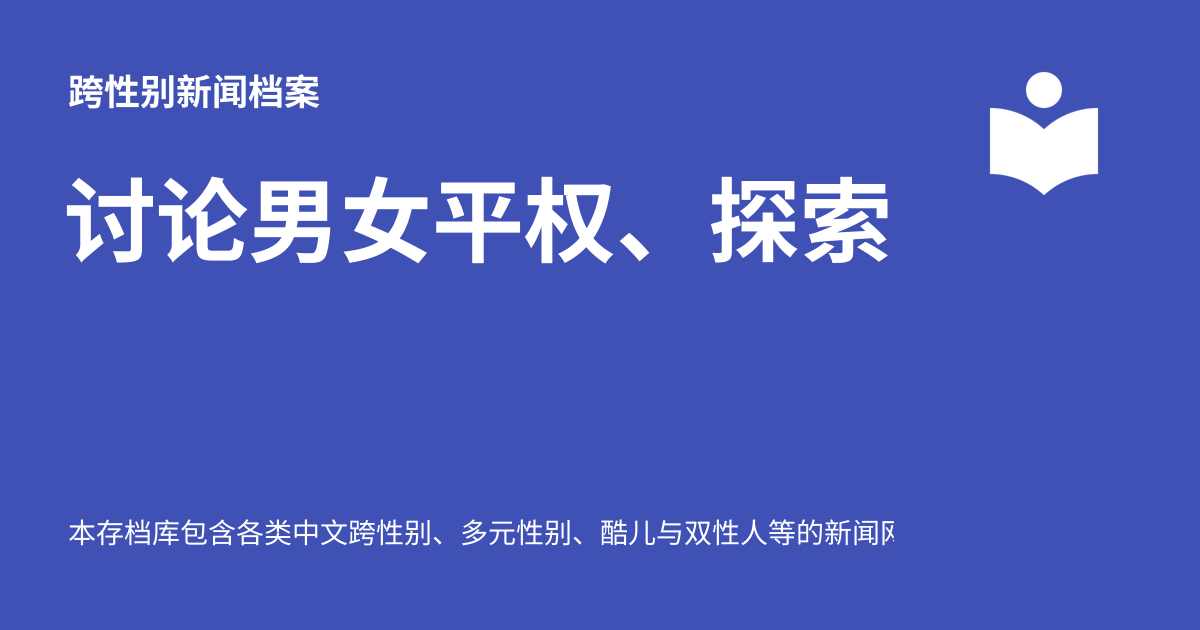 跨性别新闻档案
讨论男女平权、探索
本存档库包含各类中文跨性别、多元性别、酷儿与双性人等的新闻